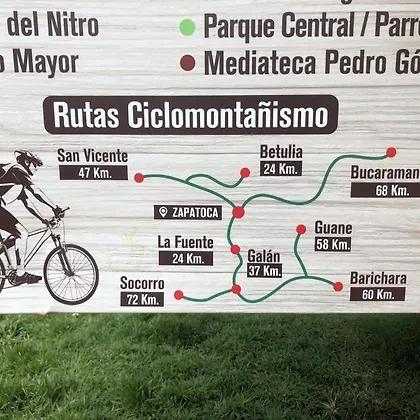 del Nitro
Parque Central / Parr
Mayor
Mediateca Pedro Gó
Rutas Ciclomontañismo
San Vicente
47 Km.
Betulia
24 Km.
Bucaraman
68 Km.
ZAPATOCA
Guane
58 Km.
La Fuente
24 Km.
Galán
37 Km.
Socorro
72 Km.
Barichara
60 Km.